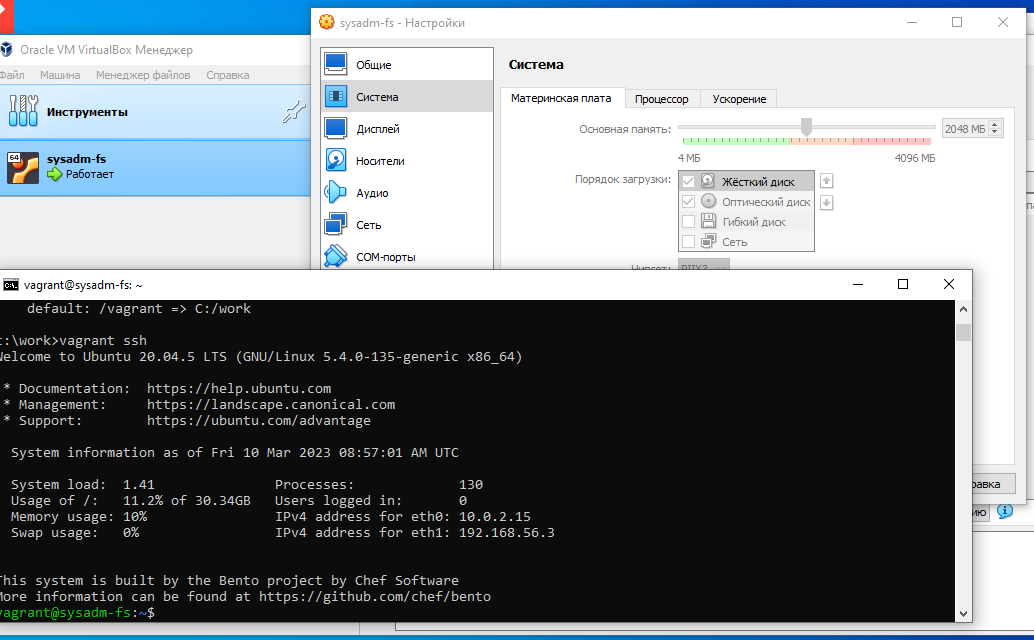 sysadm-fs - Настройки
Oracle VM VirtualBox Менеджер
Файл Машина Менеджер файлов Справка
Инструменты
64
sysadm-fs
Работает
Общие
Система
Дисплей
Носители
Аудио
Сеть
COM-порты
Система
Материнская плата Процессор Ускорение
Основная память: 2048 МБ
4 МБ 4096 МБ
Порядок загрузки: Жёсткий диск
Оптический диск
Гибкий диск
Сеть
vagrant@sysadm-fs: ~
default: /vagrant => C:/work
:\work>vagrant ssh
Welcome to Ubuntu 20.04.5 LTS (GNU/Linux 5.4.0-135-generic x86_64)
* Documentation: https://help.ubuntu.com
* Management: https://landscape.canonical.com
* Support: https://ubuntu.com/advantage
System information as of Fri 10 Mar 2023 08:57:01 AM UTC
System load: 1.41 Processes: 130
Usage of /: 11.2% of 30.34GB Users logged in: 0
Memory usage: 10% IPv4 address for eth0: 10.0.2.15
Swap usage: 0% IPv4 address for eth1: 192.168.56.3
This system is built by the Bento project by Chef Software
More information can be found at https://github.com/chef/bento
vagrant@sysadm-fs:~$